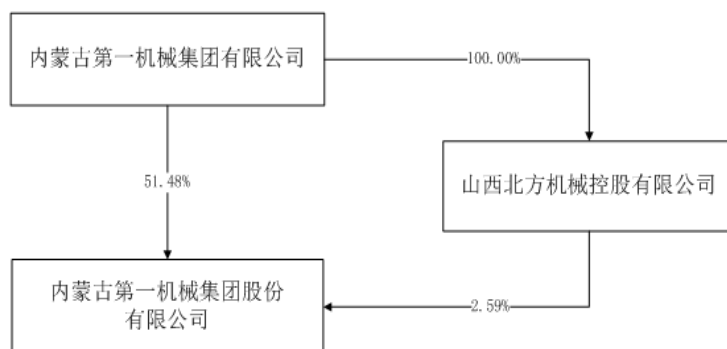 内蒙古第一机械集团有限公司
100.00%
51.48%
山西北方机械控股有限公司
内蒙古第一机械集团股份
有限公司
2.59%